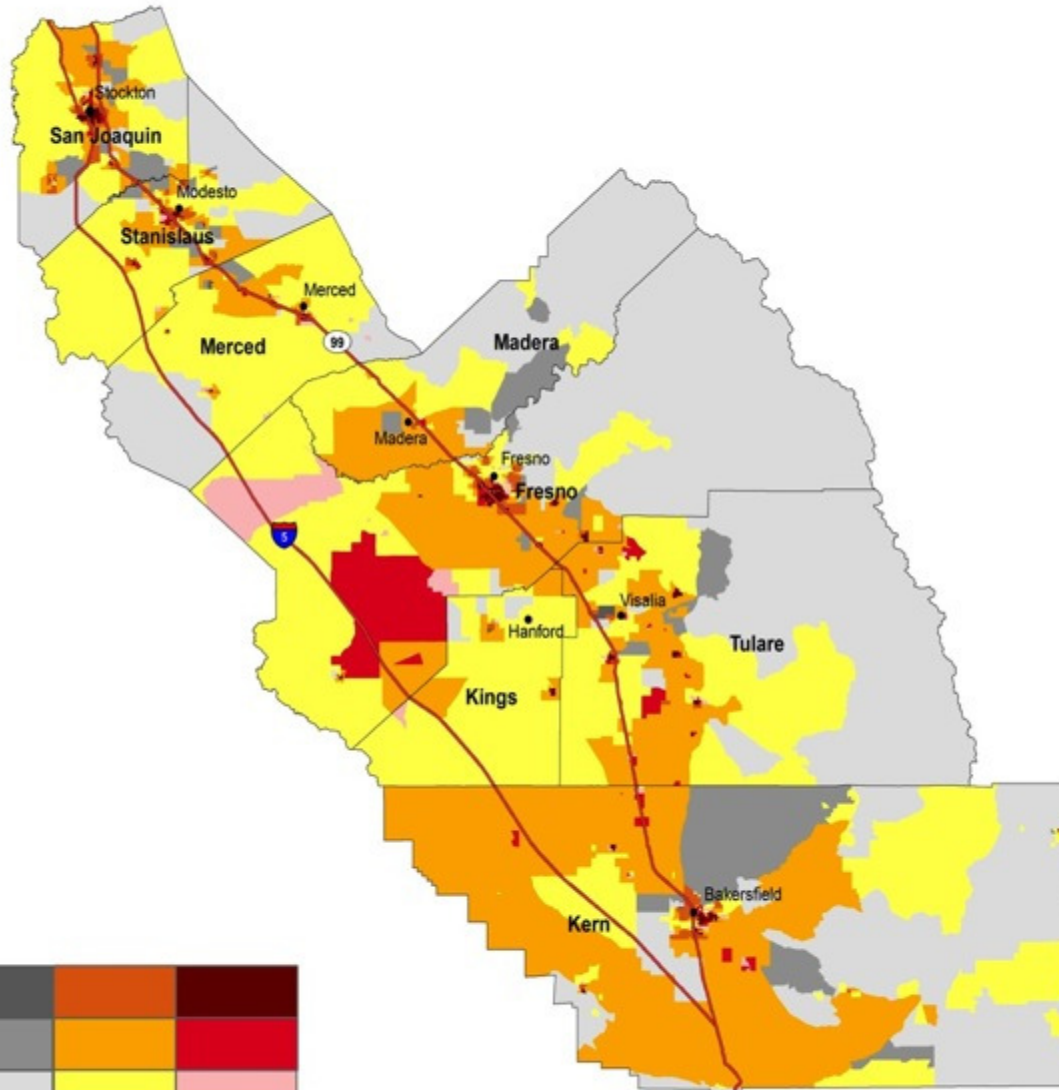 Stockton
San Joaquin
Modesto
Stanislaus
Merced
Merced
99
Madera
Madera
Fresno
Fresno
5
Visalia
Hanford
Tulare
Kings
Bakersfield
Kern